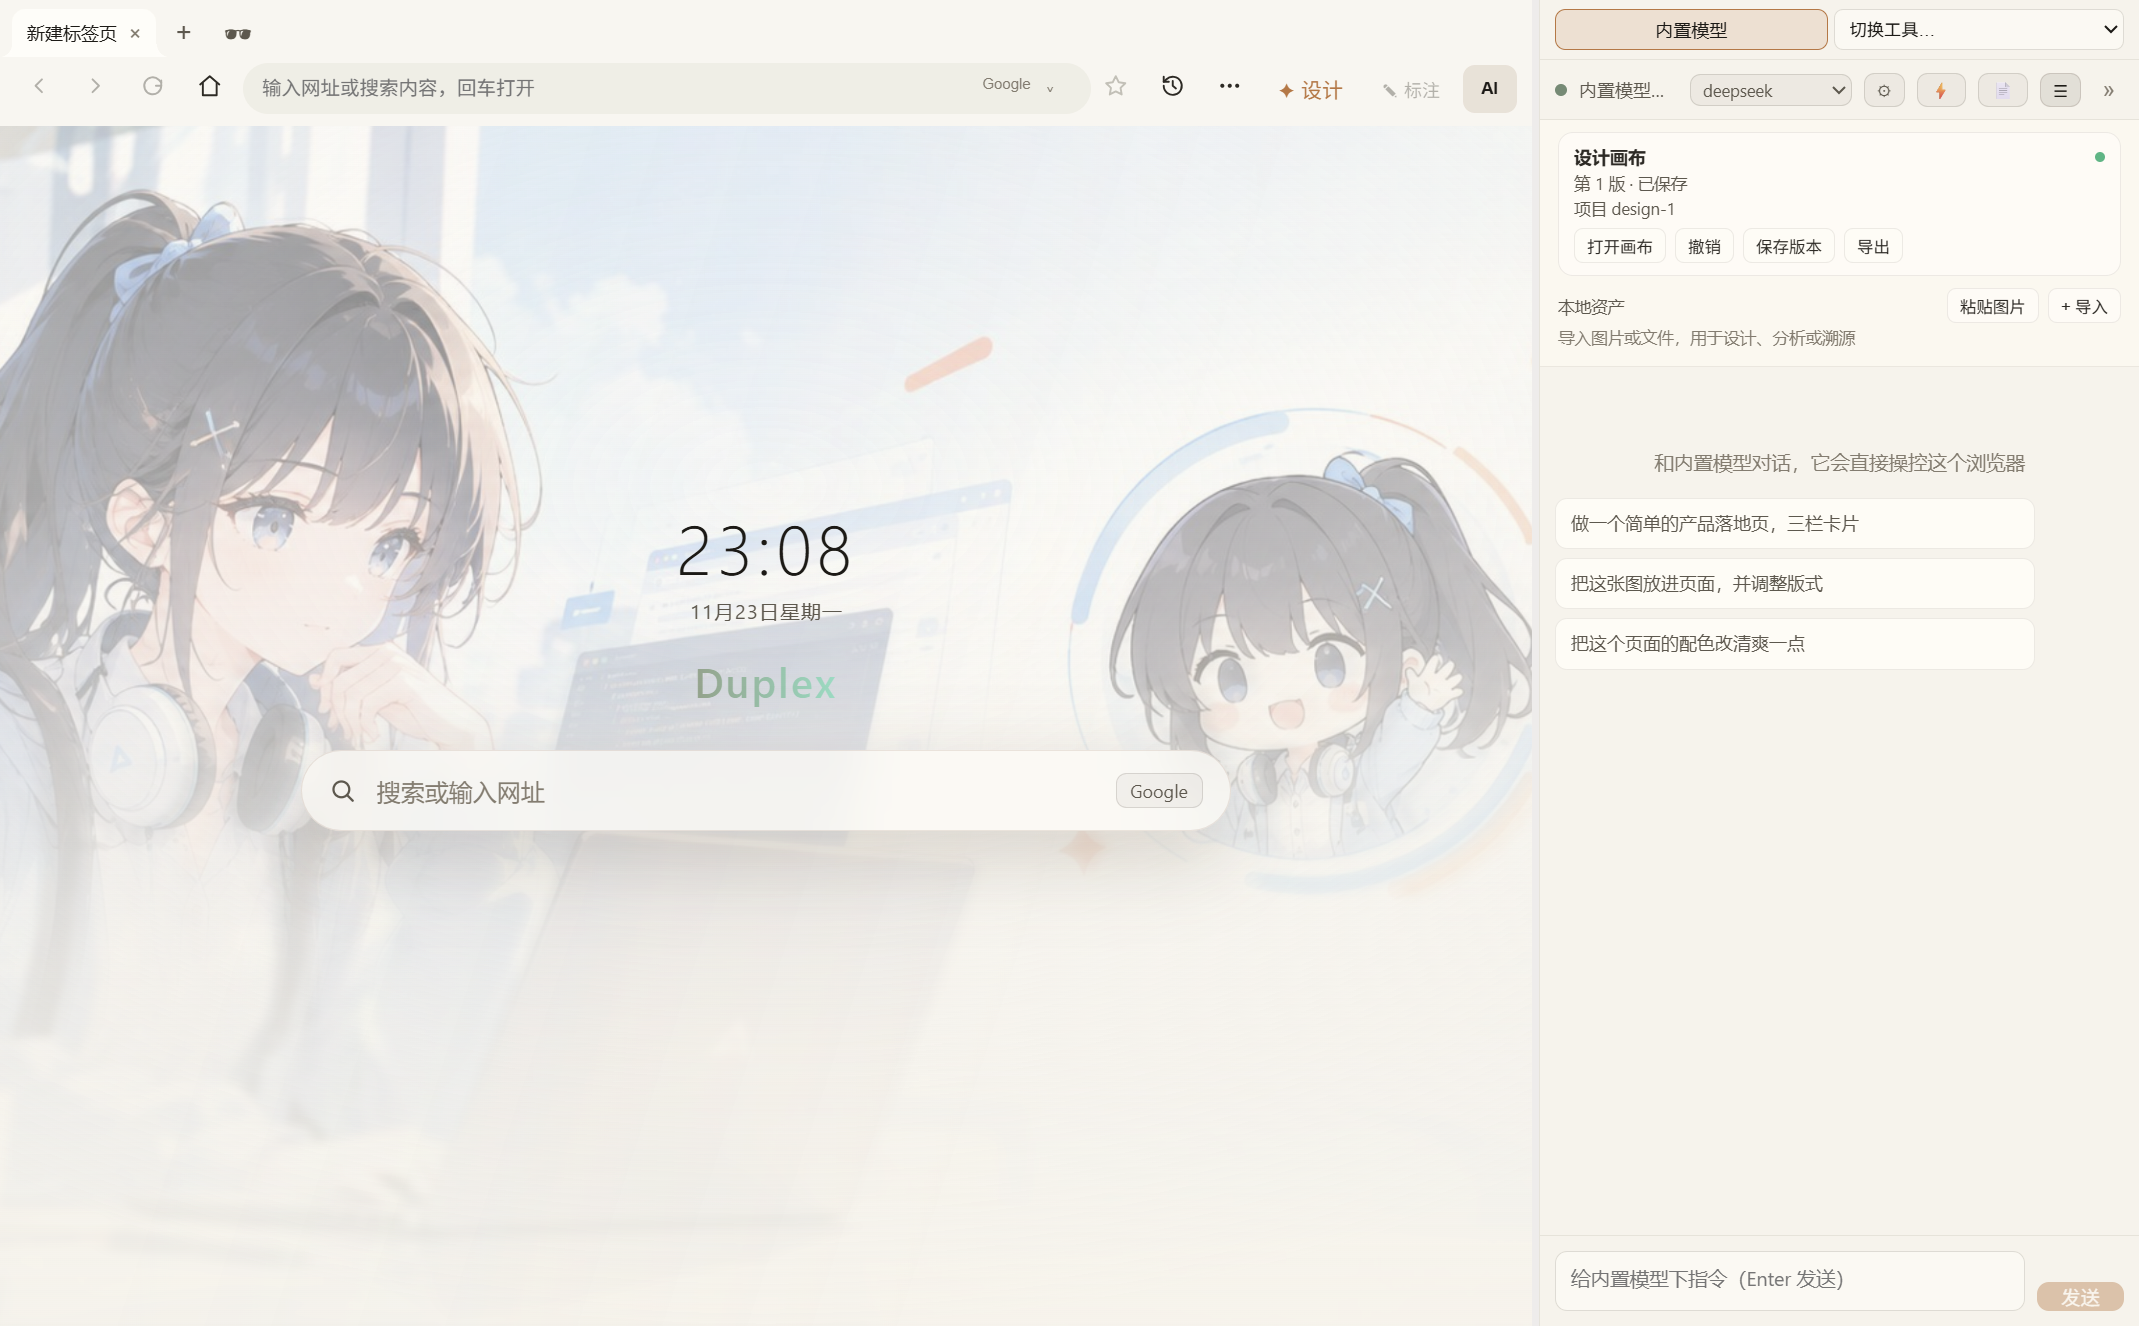 新建标签页 ×
+
输入网址或搜索内容，回车打开
Google
设计
标注
AI
23:08
11月23日星期一
Duplex
搜索或输入网址
Google
内置模型
切换工具...
内置模型...
deepseek
设计画布
第 1 版 · 已保存
项目 design-1
打开画布
撤销
保存版本
导出
本地资产
粘贴图片
+ 导入
导入图片或文件，用于设计、分析或溯源
和内置模型对话，它会直接操控这个浏览器
做一个简单的产品落地页，三栏卡片
把这张图放进页面，并调整版式
把这个页面的配色改清爽一点
给内置模型下指令（Enter 发送）
发送